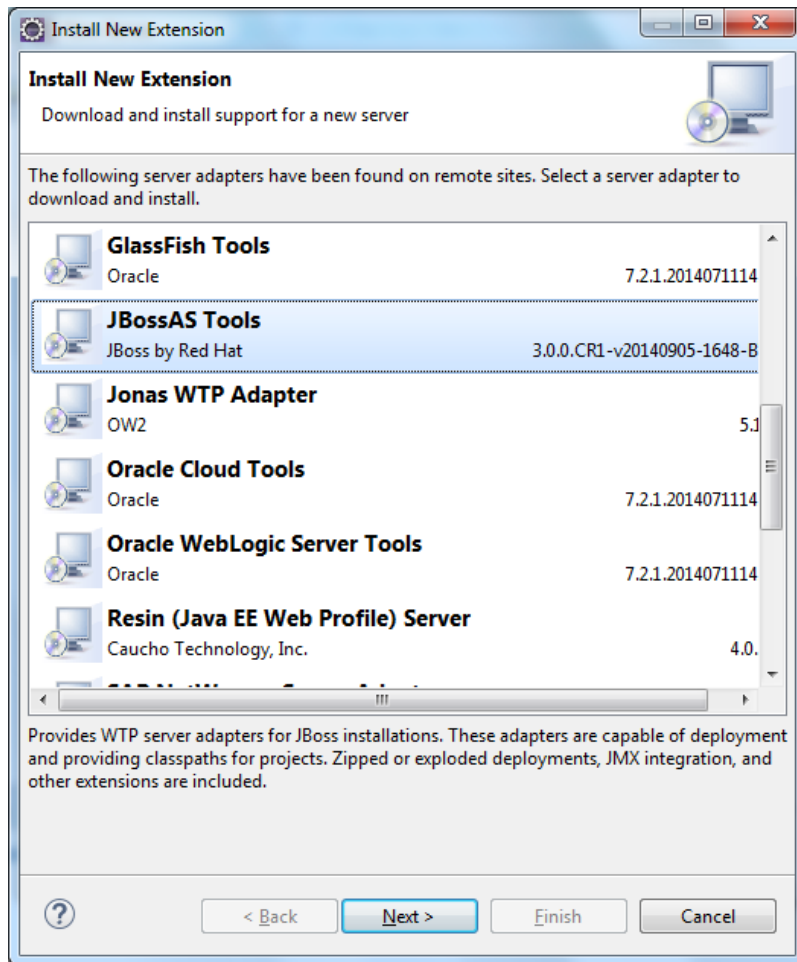 Install New Extension
Install New Extension
Download and install support for a new server
The following server adapters have been found on remote sites. Select a server adapter to
download and install.
GlassFish Tools
Oracle 7.2.1.2014071114
JBossAS Tools
JBoss by Red Hat 3.0.0.CR1-v20140905-1648-B
Jonas WTP Adapter
OW2 5.1
Oracle Cloud Tools
Oracle 7.2.1.2014071114
Oracle WebLogic Server Tools
Oracle 7.2.1.2014071114
Resin (Java EE Web Profile) Server
Caucho Technology, Inc. 4.0.
Provides WTP server adapters for JBoss installations. These adapters are capable of deployment
and providing classpaths for projects. Zipped or exploded deployments, JMX integration, and
other extensions are included.
? < Back Next > Finish Cancel